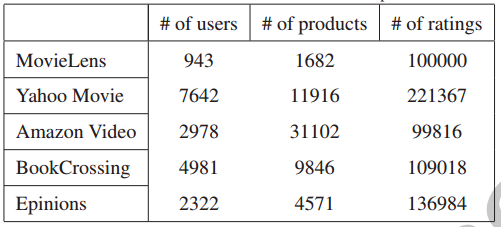 # of users # of products # of ratings
MovieLens 943 1682 100000
Yahoo Movie 7642 11916 221367
Amazon Video 2978 31102 99816
BookCrossing 4981 9846 109018
Epinions 2322 4571 136984